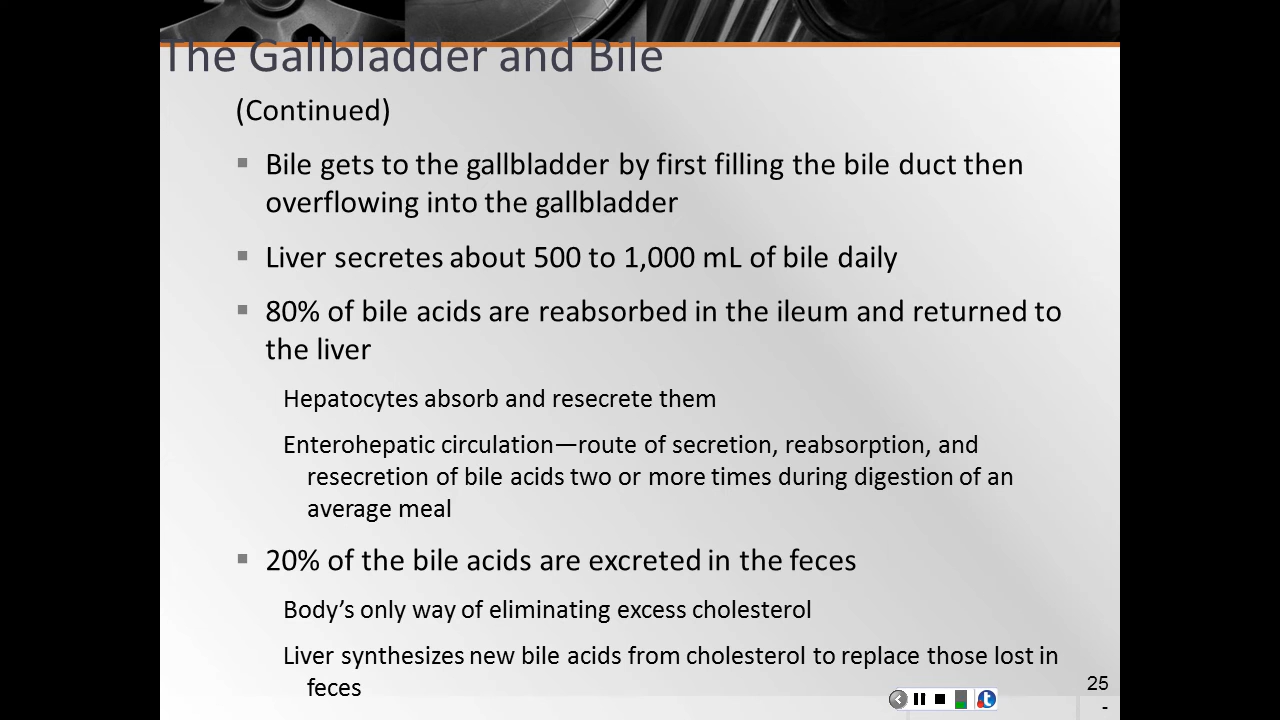 The Gallbladder and Bile
(Continued)
Bile gets to the gallbladder by first filling the bile duct then
overflowing into the gallbladder
Liver secretes about 500 to 1,000 mL of bile daily
80% of bile acids are reabsorbed in the ileum and returned to
the liver
Hepatocytes absorb and resecrete them
Enterohepatic circulation—route of secretion, reabsorption, and
resecretion of bile acids two or more times during digestion of an
average meal
20% of the bile acids are excreted in the feces
Body’s only way of eliminating excess cholesterol
Liver synthesizes new bile acids from cholesterol to replace those lost in
feces
25
-